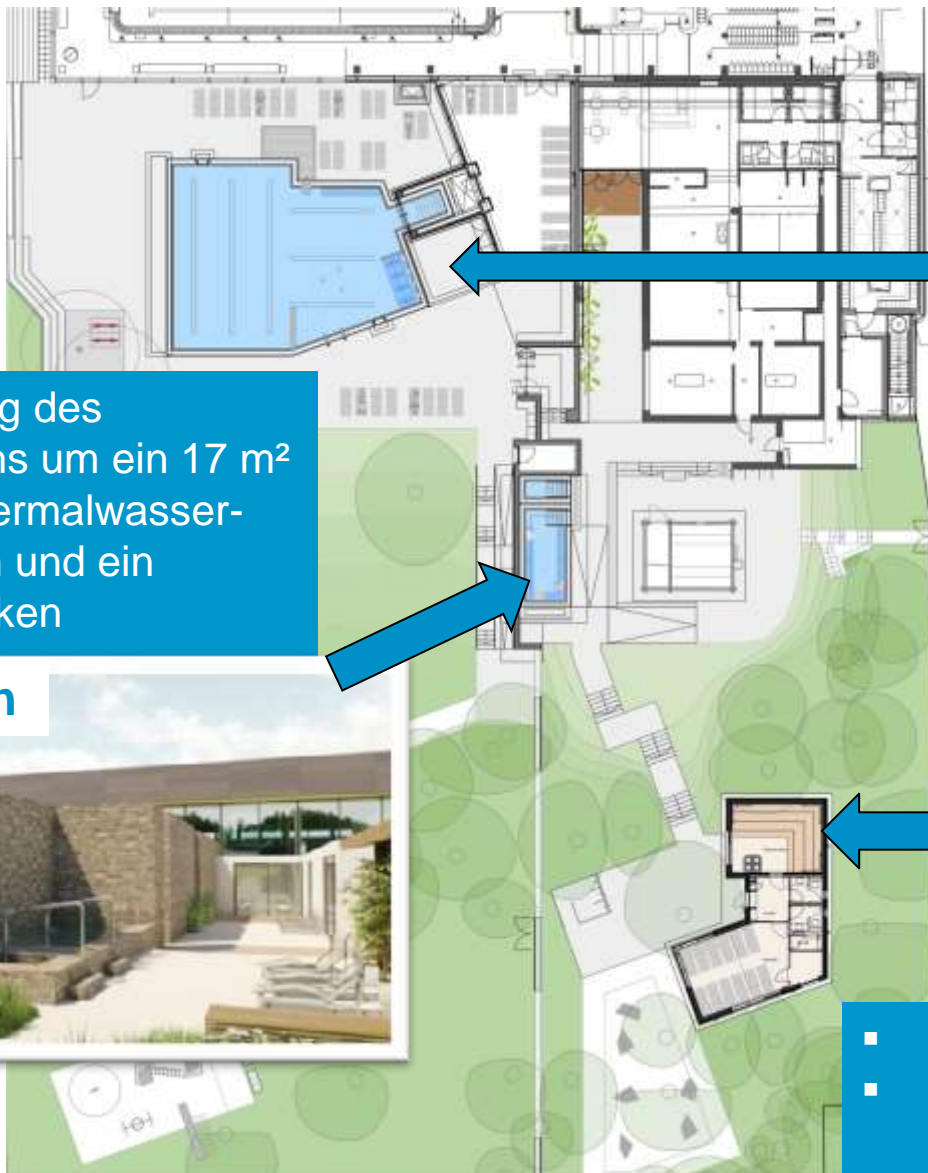 g des
ns um ein 17 m²
ermalwasser-
n und ein
ken
n